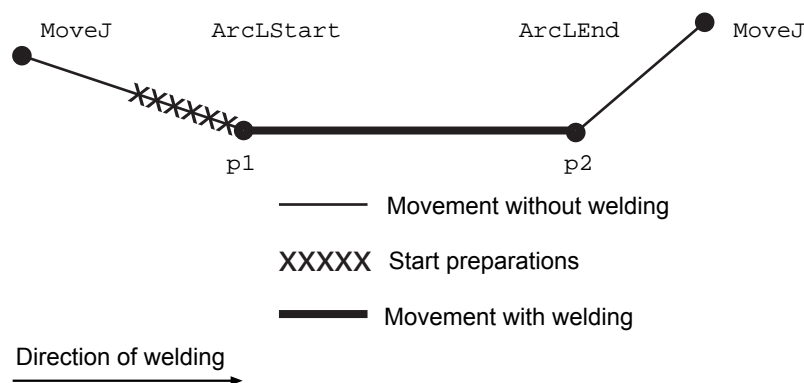 MoveJ ArcLStart ArcLEnd MoveJ
p1 p2
Movement without welding
XXXXX Start preparations
Movement with welding
Direction of welding